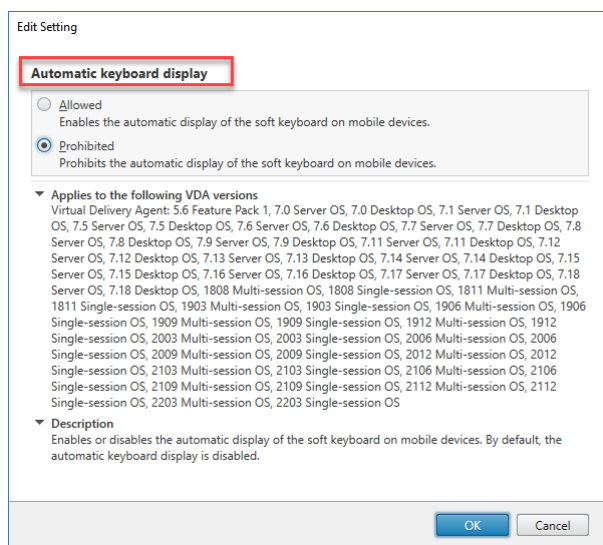 Edit Setting
Automatic keyboard display
Allowed
Enables the automatic display of the soft keyboard on mobile devices.
Prohibited
Prohibits the automatic display of the soft keyboard on mobile devices.
Applies to the following VDA versions
Virtual Delivery Agent: 5.6 Feature Pack 1, 7.0 Server OS, 7.0 Desktop OS, 7.1 Server OS, 7.1 Desktop
OS, 7.5 Server OS, 7.5 Desktop OS, 7.6 Server OS, 7.6 Desktop OS, 7.7 Server OS, 7.7 Desktop OS, 7.8
Server OS, 7.8 Desktop OS, 7.9 Server OS, 7.9 Desktop OS, 7.11 Server OS, 7.11 Desktop OS, 7.12
Server OS, 7.12 Desktop OS, 7.13 Server OS, 7.13 Desktop OS, 7.14 Server OS, 7.14 Desktop OS, 7.15
Server OS, 7.15 Desktop OS, 7.16 Server OS, 7.16 Desktop OS, 7.17 Server OS, 7.17 Desktop OS, 7.18
Server OS, 7.18 Desktop OS, 1808 Multi-session OS, 1808 Single-session OS, 1811 Multi-session OS,
1811 Single-session OS, 1903 Multi-session OS, 1903 Single-session OS, 1906 Multi-session OS, 1906
Single-session OS, 1909 Multi-session OS, 1909 Single-session OS, 1912 Multi-session OS, 1912
Single-session OS, 2003 Multi-session OS, 2003 Single-session OS, 2006 Multi-session OS, 2006
Single-session OS, 2009 Multi-session OS, 2009 Single-session OS, 2012 Multi-session OS, 2012
Single-session OS, 2103 Multi-session OS, 2103 Single-session OS, 2106 Multi-session OS, 2106
Single-session OS, 2109 Multi-session OS, 2109 Single-session OS, 2112 Multi-session OS, 2112
Single-session OS, 2203 Multi-session OS, 2203 Single-session OS
Description
Enables or disables the automatic display of the soft keyboard on mobile devices. By default, the
automatic keyboard display is disabled.
OK Cancel